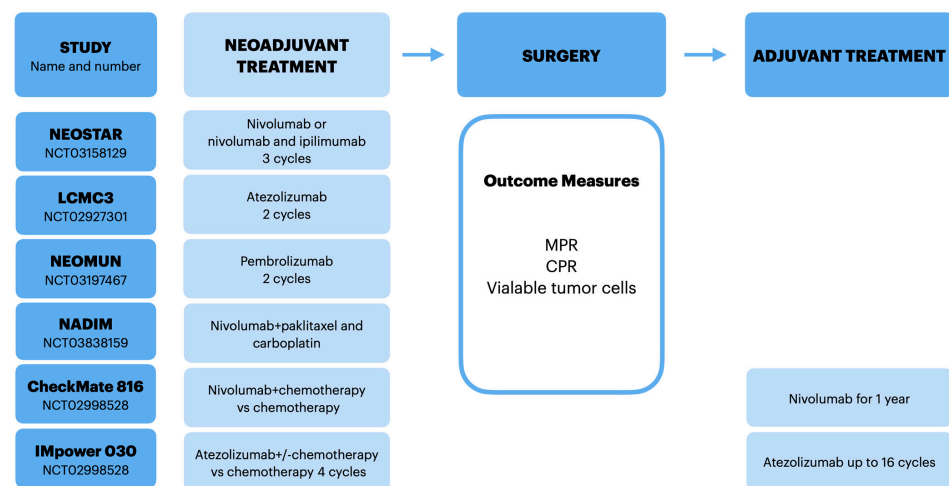 STUDY
Name and number
NEOADJUVANT
TREATMENT
SURGERY
ADJUVANT TREATMENT
NEOSTAR
NCT03158129
Nivolumab or
nivolumab and ipilimumab
3 cycles
LCMC3
NCT02927301
Atezolizumab
2 cycles
NEOMUN
NCT03197467
Pembrolizumab
2 cycles
NADIM
NCT03838159
Nivolumab+paklitaxel and
carboplatin
CheckMate 816
NCT02998528
Nivolumab+chemotherapy
vs chemotherapy
IMpower 030
NCT02998528
Atezolizumab+/-chemotherapy
vs chemotherapy 4 cycles
Outcome Measures
MPR
CPR
Vialable tumor cells
Nivolumab for 1 year
Atezolizumab up to 16 cycles